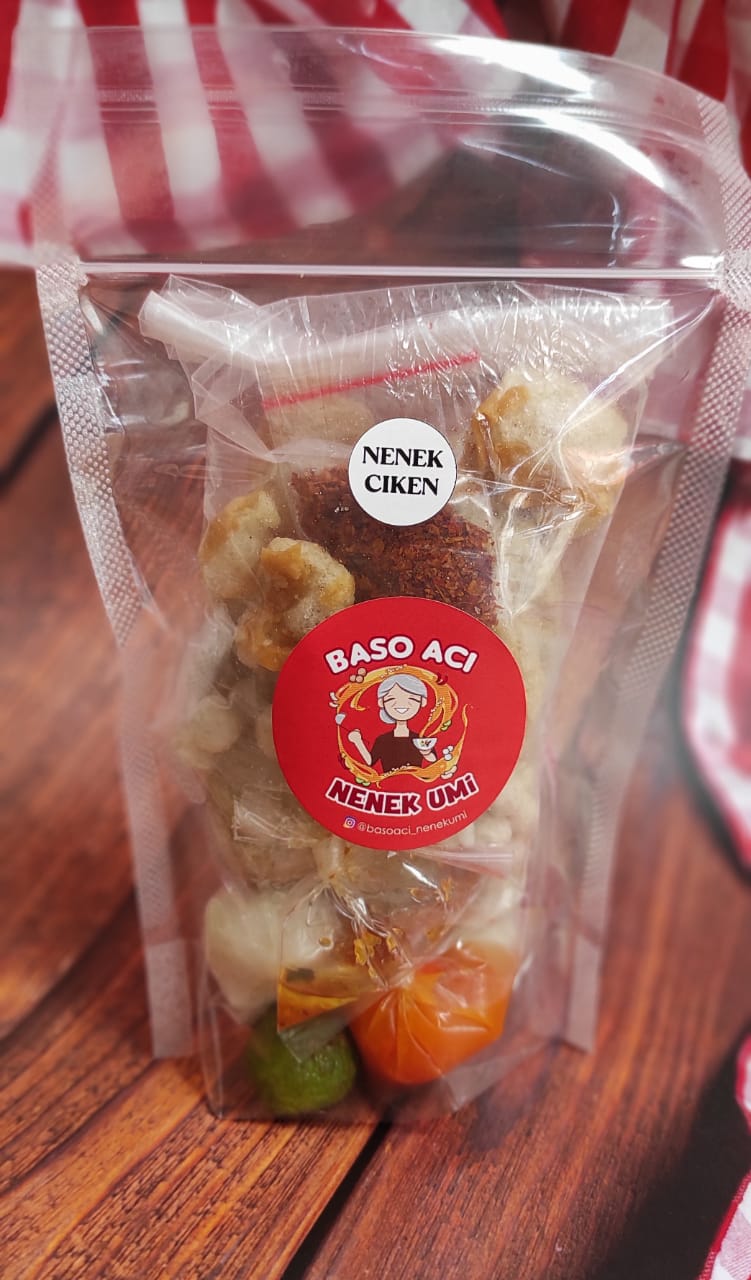 NENEK
CIKEN
BASO ACI
NENEK UMi
@basoaci_nenekumi